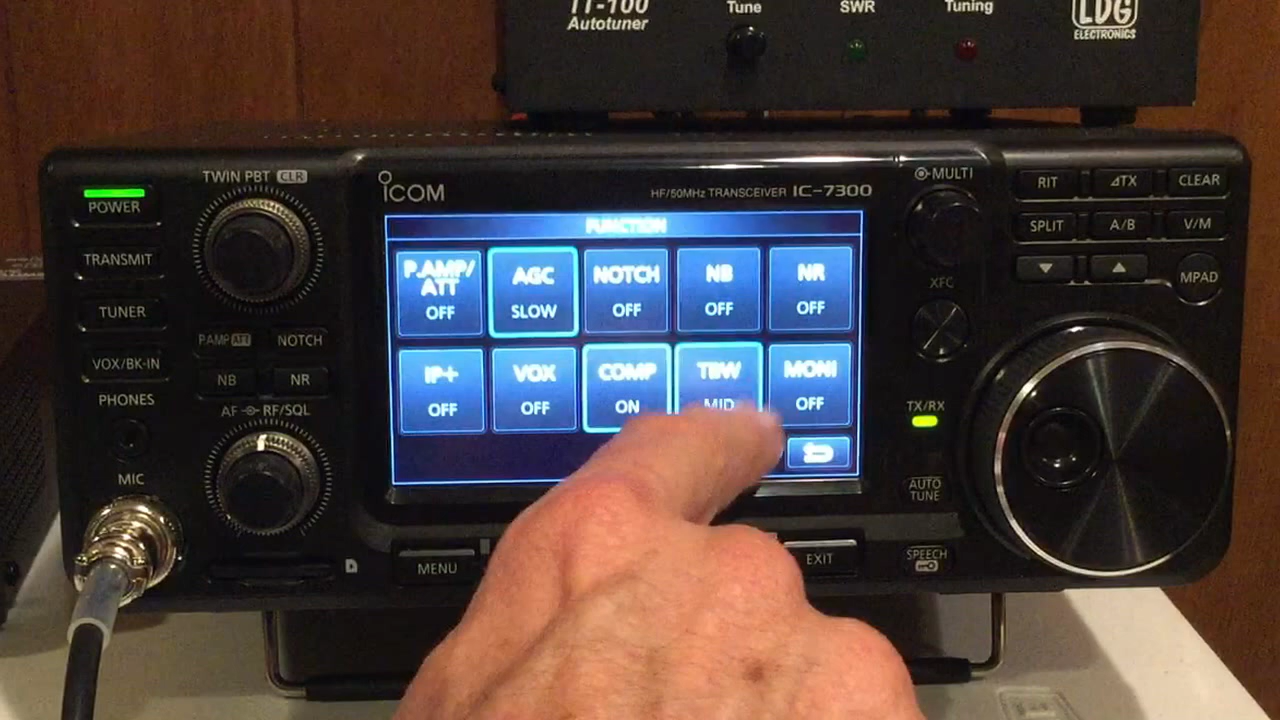 IT-100
Autotuner
Tune
SWR
Tuning
LDG
ELECTRONICS
TWIN PBT CLR
POWER
TRANSMIT
TUNER
VOX/BK-IN
PHONES
MIC
P.AMP ATT
NOTCH
NB
NR
AF RF/SQL
ICOM
HF/50MHz TRANSCEIVER IC-7300
FUNCTION
P.AMP/
ATT
OFF
AGC
SLOW
NOTCH
OFF
NB
OFF
NR
OFF
IP+
OFF
VOX
OFF
COMP
ON
TBW
MID
MONI
OFF
MENU
EXIT
MULTI
XFC
TX/RX
AUTO
TUNE
SPEECH
RIT
ΔTX
CLEAR
SPLIT
A/B
V/M
MPAD